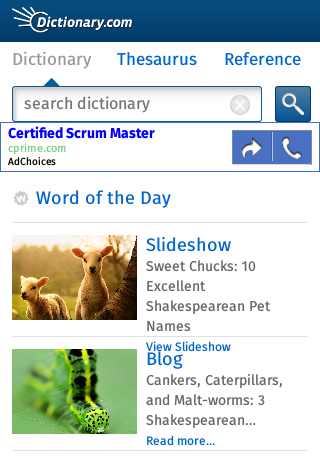 Dictionary.com
Dictionary
Thesaurus
Reference
search dictionary
Certified Scrum Master
cprime.com
AdChoices
Word of the Day
Slideshow
Sweet Chucks: 10
Excellent
Shakespearean Pet
Names
View Slideshow
Blog
Cankers, Caterpillars,
and Malt-worms: 3
Shakespearean...
Read more...